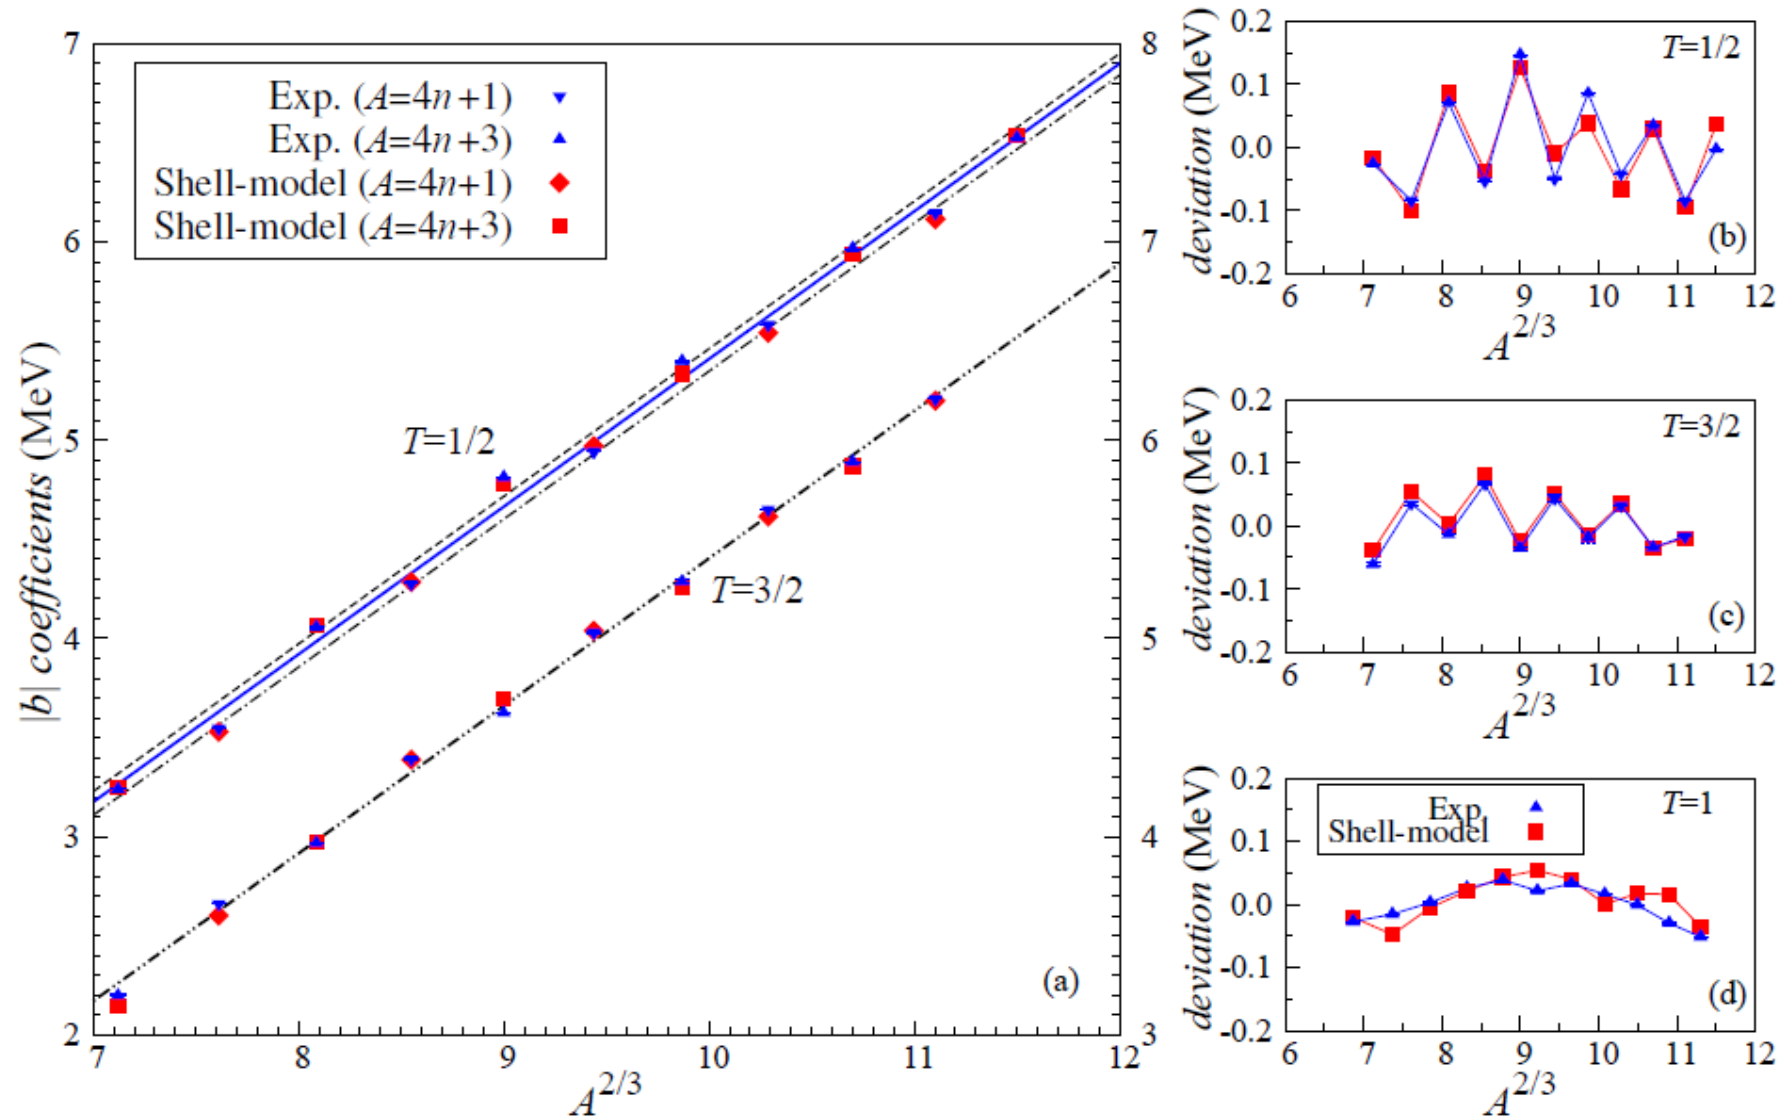 7
6
5
4
3
2
|b| coefficients (MeV)
Exp. (A=4n+1)
Exp. (A=4n+3)
Shell-model (A=4n+1)
Shell-model (A=4n+3)
T=1/2
T=3/2
(a)
8
7
6
5
4
3
7 8 9 10 11 12
A^2/3
deviation (MeV)
0.2
0.1
0.0
-0.1
-0.2
T=1/2
(b)
6 7 8 9 10 11 12
A^2/3
deviation (MeV)
0.2
0.1
0.0
-0.1
-0.2
T=3/2
(c)
6 7 8 9 10 11 12
A^2/3
deviation (MeV)
0.2
0.1
0.0
-0.1
-0.2
Exp.
Shell-model
T=1
(d)
6 7 8 9 10 11 12
A^2/3